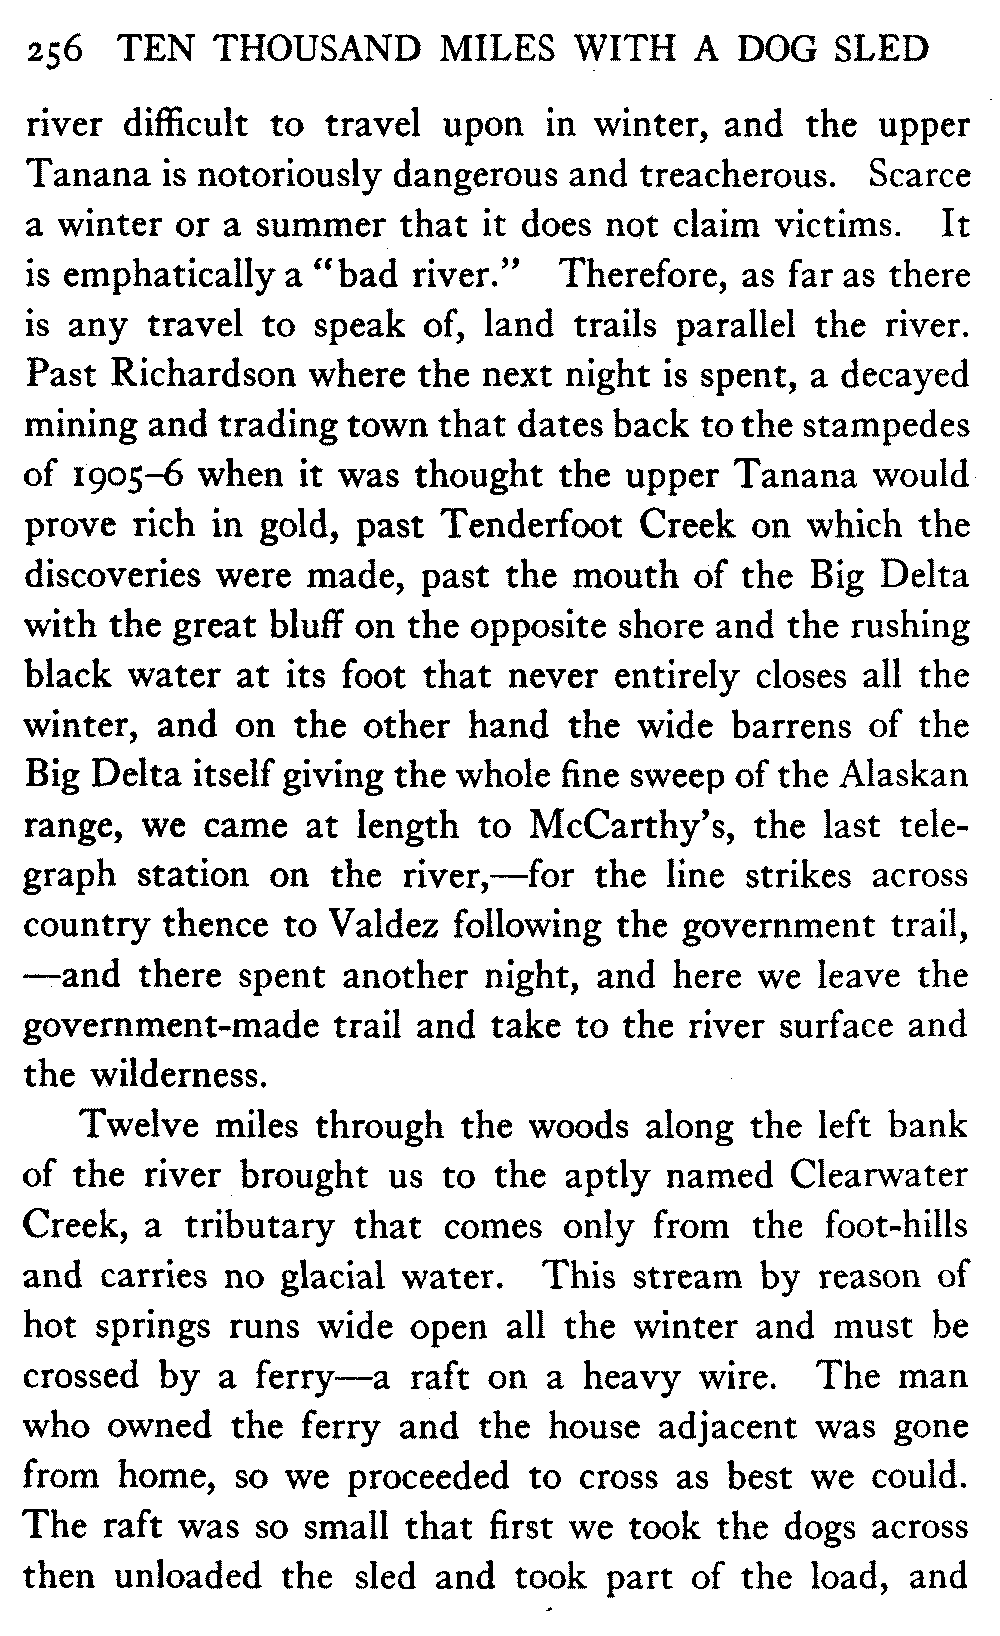 256 TEN THOUSAND MILES WITH A DOG SLED
river difficult to travel upon in winter, and the upper
Tanana is notoriously dangerous and treacherous. Scarce
a winter or a summer that it does not claim victims. It
is emphatically a “bad river.” Therefore, as far as there
is any travel to speak of, land trails parallel the river.
Past Richardson where the next night is spent, a decayed
mining and trading town that dates back to the stampedes
of 1905–6 when it was thought the upper Tanana would
prove rich in gold, past Tenderfoot Creek on which the
discoveries were made, past the mouth of the Big Delta
with the great bluff on the opposite shore and the rushing
black water at its foot that never entirely closes all the
winter, and on the other hand the wide barrens of the
Big Delta itself giving the whole fine sweep of the Alaskan
range, we came at length to McCarthy’s, the last tele-
graph station on the river,—for the line strikes across
country thence to Valdez following the government trail,
—and there spent another night, and here we leave the
government-made trail and take to the river surface and
the wilderness.
Twelve miles through the woods along the left bank
of the river brought us to the aptly named Clearwater
Creek, a tributary that comes only from the foot-hills
and carries no glacial water. This stream by reason of
hot springs runs wide open all the winter and must be
crossed by a ferry—a raft on a heavy wire. The man
who owned the ferry and the house adjacent was gone
from home, so we proceeded to cross as best we could.
The raft was so small that first we took the dogs across
then unloaded the sled and took part of the load, and